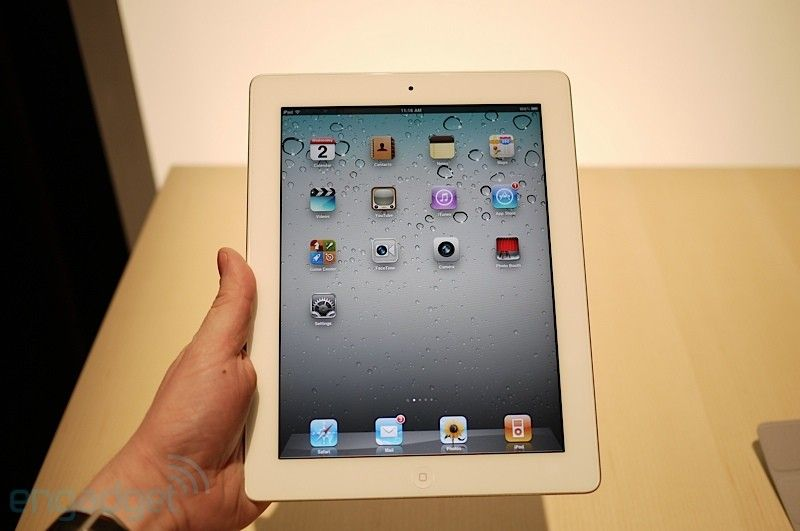 iPad 11:16 AM
Wednesday
2
Calendar Contacts Notes Maps
Videos YouTube iTunes App Store
Game Center FaceTime Camera Photo Booth
Settings
Safari Mail Photos iPod
engadget